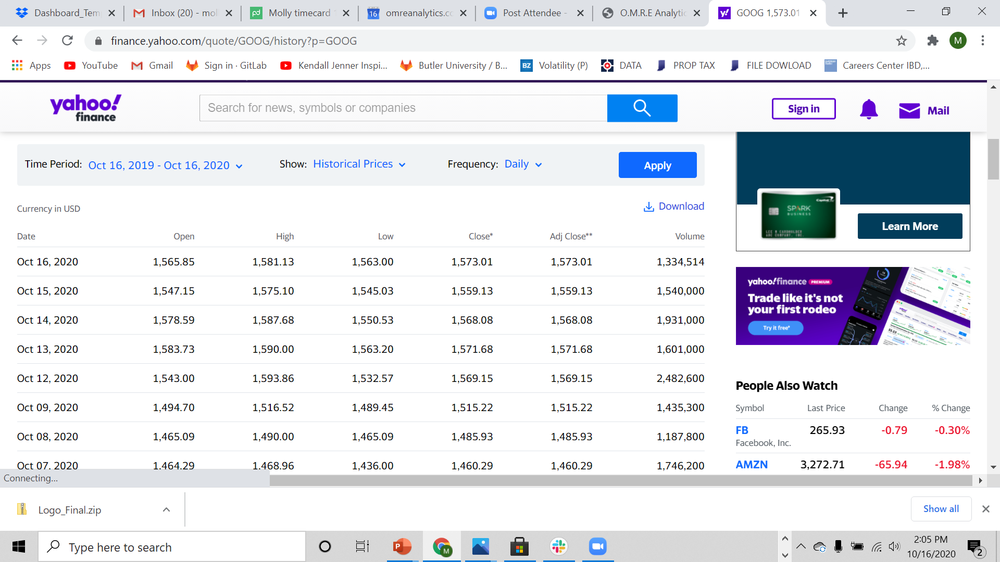 Dashboard_Tem
Inbox (20) - mol
Molly timecard
16 omreanalytics.co
Post Attendee -
O.M.R.E Analytic
GOOG 1,573.01
finance.yahoo.com/quote/GOOG/history?p=GOOG
M
Apps YouTube Gmail Sign in · GitLab Kendall Jenner Inspi... Butler University / B... BZ Volatility (P) DATA PROP TAX FILE DOWLOAD Careers Center IBD,...
yahoo!
finance
Search for news, symbols or companies
Sign in
Mail
Time Period: Oct 16, 2019 - Oct 16, 2020 Show: Historical Prices Frequency: Daily Apply
Currency in USD Download
Date Open High Low Close* Adj Close** Volume
Oct 16, 2020 1,565.85 1,581.13 1,563.00 1,573.01 1,573.01 1,334,514
Oct 15, 2020 1,547.15 1,575.10 1,545.03 1,559.13 1,559.13 1,540,000
Oct 14, 2020 1,578.59 1,587.68 1,550.53 1,568.08 1,568.08 1,931,000
Oct 13, 2020 1,583.73 1,590.00 1,563.20 1,571.68 1,571.68 1,601,000
Oct 12, 2020 1,543.00 1,593.86 1,532.57 1,569.15 1,569.15 2,482,600
Oct 09, 2020 1,494.70 1,516.52 1,489.45 1,515.22 1,515.22 1,435,300
Oct 08, 2020 1,465.09 1,490.00 1,465.09 1,485.93 1,485.93 1,187,800
Oct 07, 2020 1,464.29 1,468.96 1,436.00 1,460.29 1,460.29 1,746,200
Capital One
SPARK
BUSINESS
LEE M CARDHOLDER
ABC COMPANY, INC.
Learn More
yahoo!finance PREMIUM
Trade like it's not
your first rodeo
Try it free*
People Also Watch
Symbol Last Price Change % Change
FB 265.93 -0.79 -0.30%
Facebook, Inc.
AMZN 3,272.71 -65.94 -1.98%
Connecting...
Logo_Final.zip
Show all
Type here to search
P
M
2:05 PM
10/16/2020
2